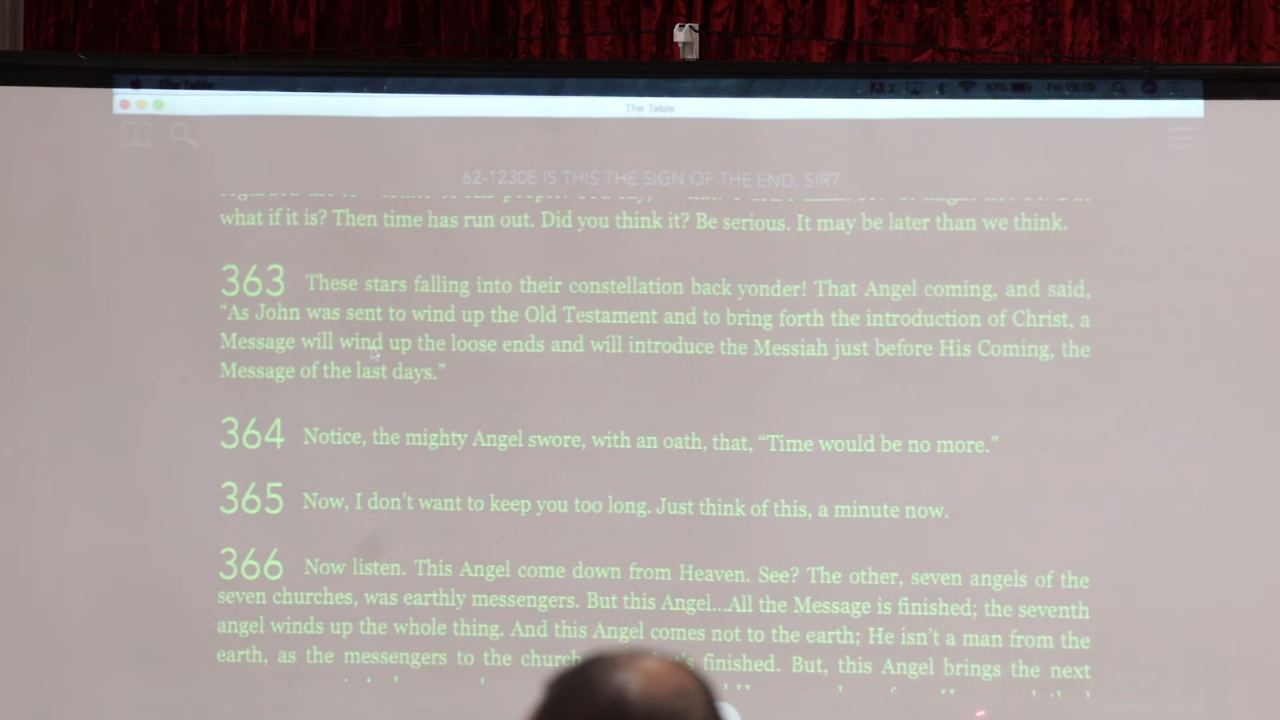 The Table
87% Fri 19:19
The Table
62-1230E IS THIS THE SIGN OF THE END, SIR?
what if it is? Then time has run out. Did you think it? Be serious. It may be later than we think.
363 These stars falling into their constellation back yonder! That Angel coming, and said,
“As John was sent to wind up the Old Testament and to bring forth the introduction of Christ, a
Message will wind up the loose ends and will introduce the Messiah just before His Coming, the
Message of the last days.”
364 Notice, the mighty Angel swore, with an oath, that, “Time would be no more.”
365 Now, I don’t want to keep you too long. Just think of this, a minute now.
366 Now listen. This Angel come down from Heaven. See? The other, seven angels of the
seven churches, was earthly messengers. But this Angel...All the Message is finished; the seventh
angel winds up the whole thing. And this Angel comes not to the earth; He isn’t a man from the
earth, as the messengers to the church finished. But, this Angel brings the next